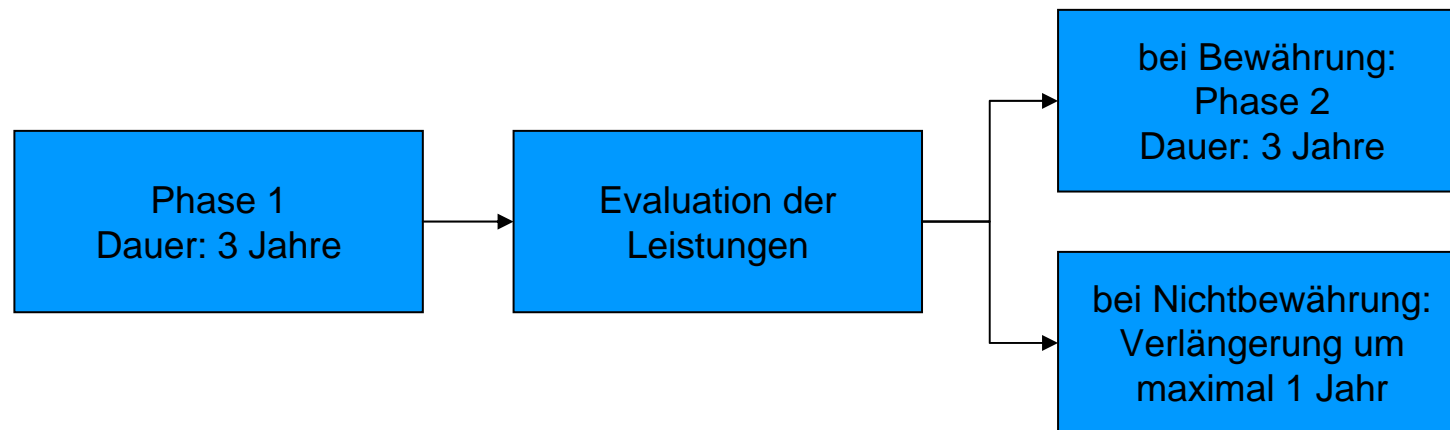 Phase 1
Dauer: 3 Jahre
Evaluation der
Leistungen
bei Bewährung:
Phase 2
Dauer: 3 Jahre
bei Nichtbewährung:
Verlängerung um
maximal 1 Jahr